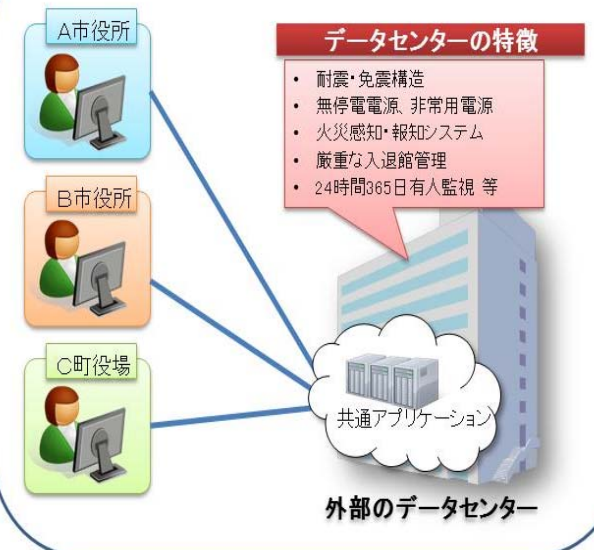 A市役所
データセンターの特徴
• 耐震・免震構造
• 無停電電源、非常用電源
• 火災感知・報知システム
• 厳重な入退館管理
• 24時間365日有人監視 等
B市役所
C町役場
共通アプリケーション
外部のデータセンター